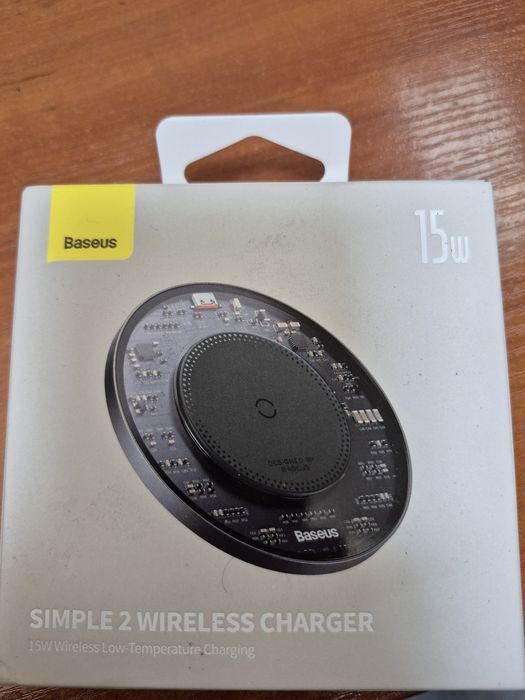 Baseus
15w
DESIGNED BY
BASEUS
Baseus
SIMPLE 2 WIRELESS CHARGER
15W Wireless Low-Temperature Charging